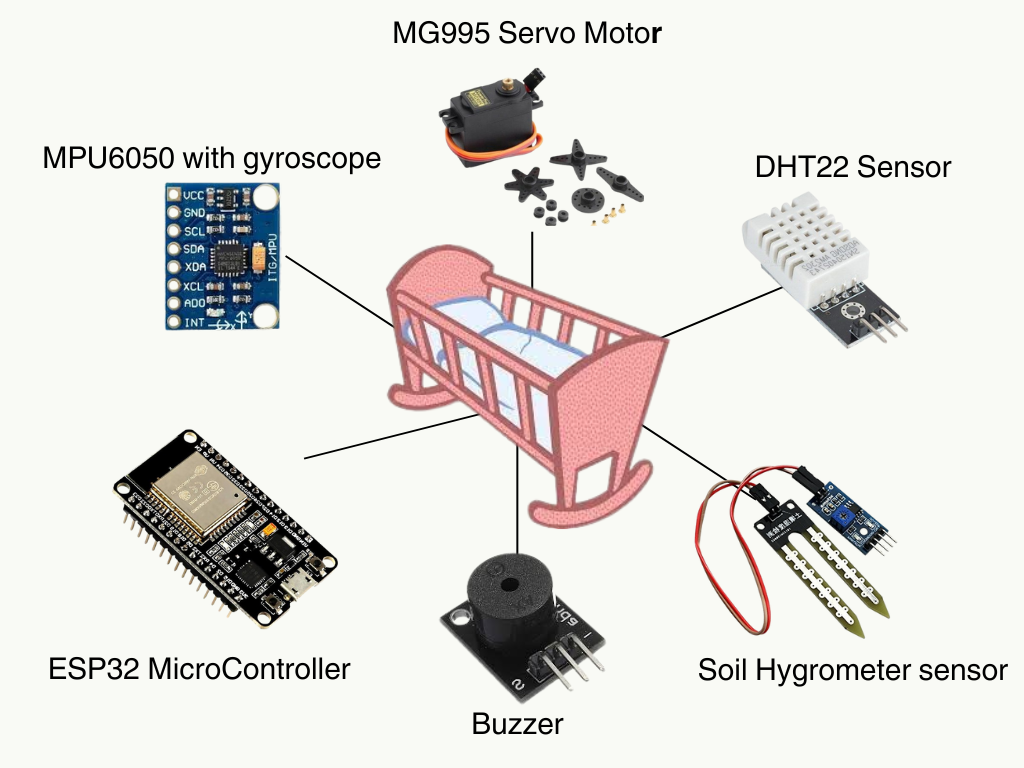 MG995 Servo Motor
MPU6050 with gyroscope
DHT22 Sensor
VCC
GND
SCL
SDA
XDA
XCL
ADO
INT
ITG/MPU
ESP32 MicroController
Soil Hygrometer sensor
Buzzer